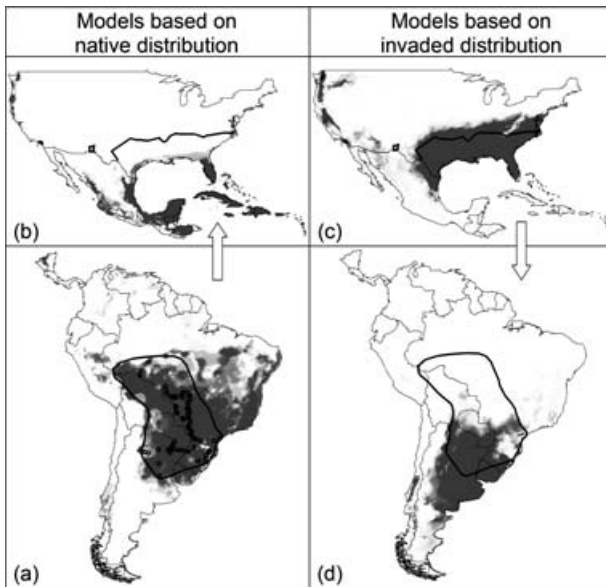 Models based on
native distribution
Models based on
invaded distribution
(b)
(c)
(a)
(d)